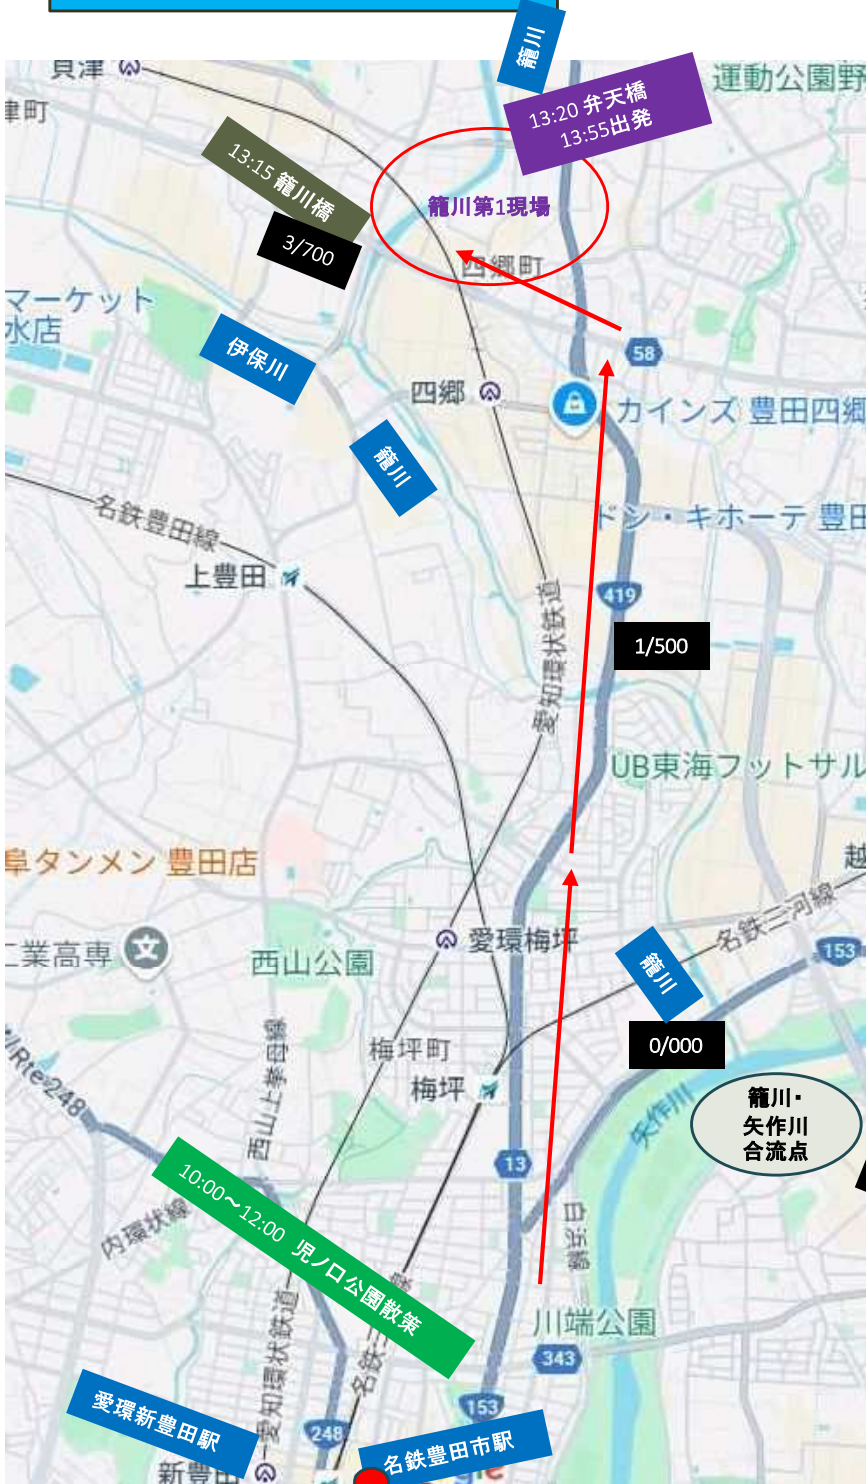 籠川
貝津
運動公園野
津町
13:20 弁天橋
13:55出発
13:15 籠川橋
籠川第1現場
3/700
四郷町
マーケット
水店
伊保川
58
四郷
カインズ 豊田四郷
籠川
名鉄豊田線
ドン・キホーテ 豊田
上豊田
419
愛知環状鉄道
1/500
UB東海フットサル
阜タンメン 豊田店
越
名鉄三河線
愛環梅坪
業高専
西山公園
籠川
153
0/000
梅坪町
梅坪
Rte 248
西山上挙母線
矢作川
籠川・
矢作川
合流点
13
10:00~12:00 児ノ口公園散策
内環状線
白浜線
川端公園
343
愛知環状鉄道
名鉄三
153
愛環新豊田駅
248
名鉄豊田市駅
新豊田